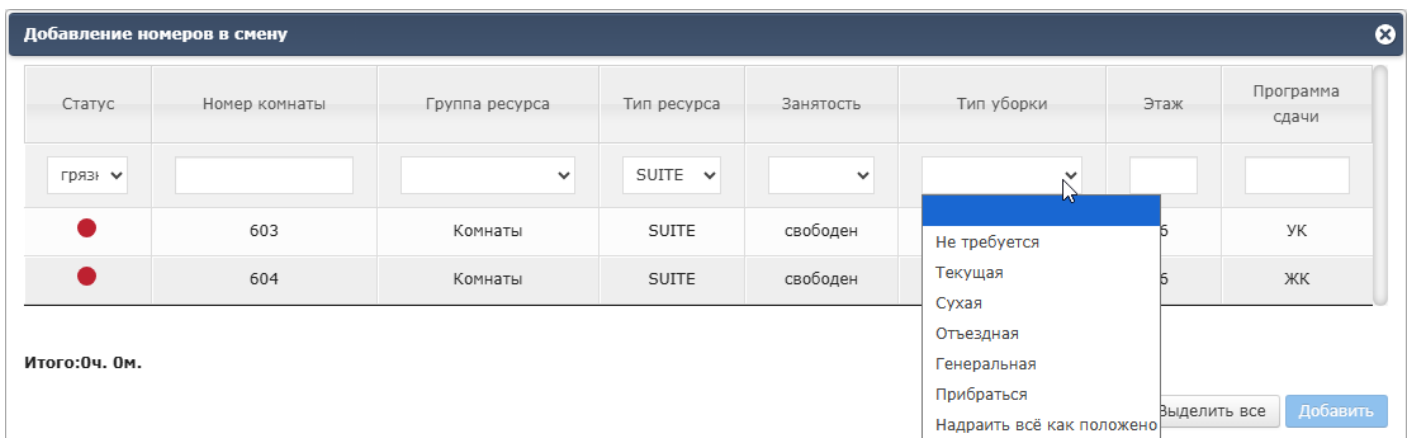 Добавление номеров в смену
Статус Номер комнаты Группа ресурса Тип ресурса Занятость Тип уборки Этаж Программа
сдачи
SUITE
603 Комнаты SUITE свободен УК
604 Комнаты SUITE свободен ЖК
Не требуется
Текущая
Сухая
Отъездная
Генеральная
Прибраться
Надраить всё как положено
Итого:0ч. 0м.
Выделить все Добавить